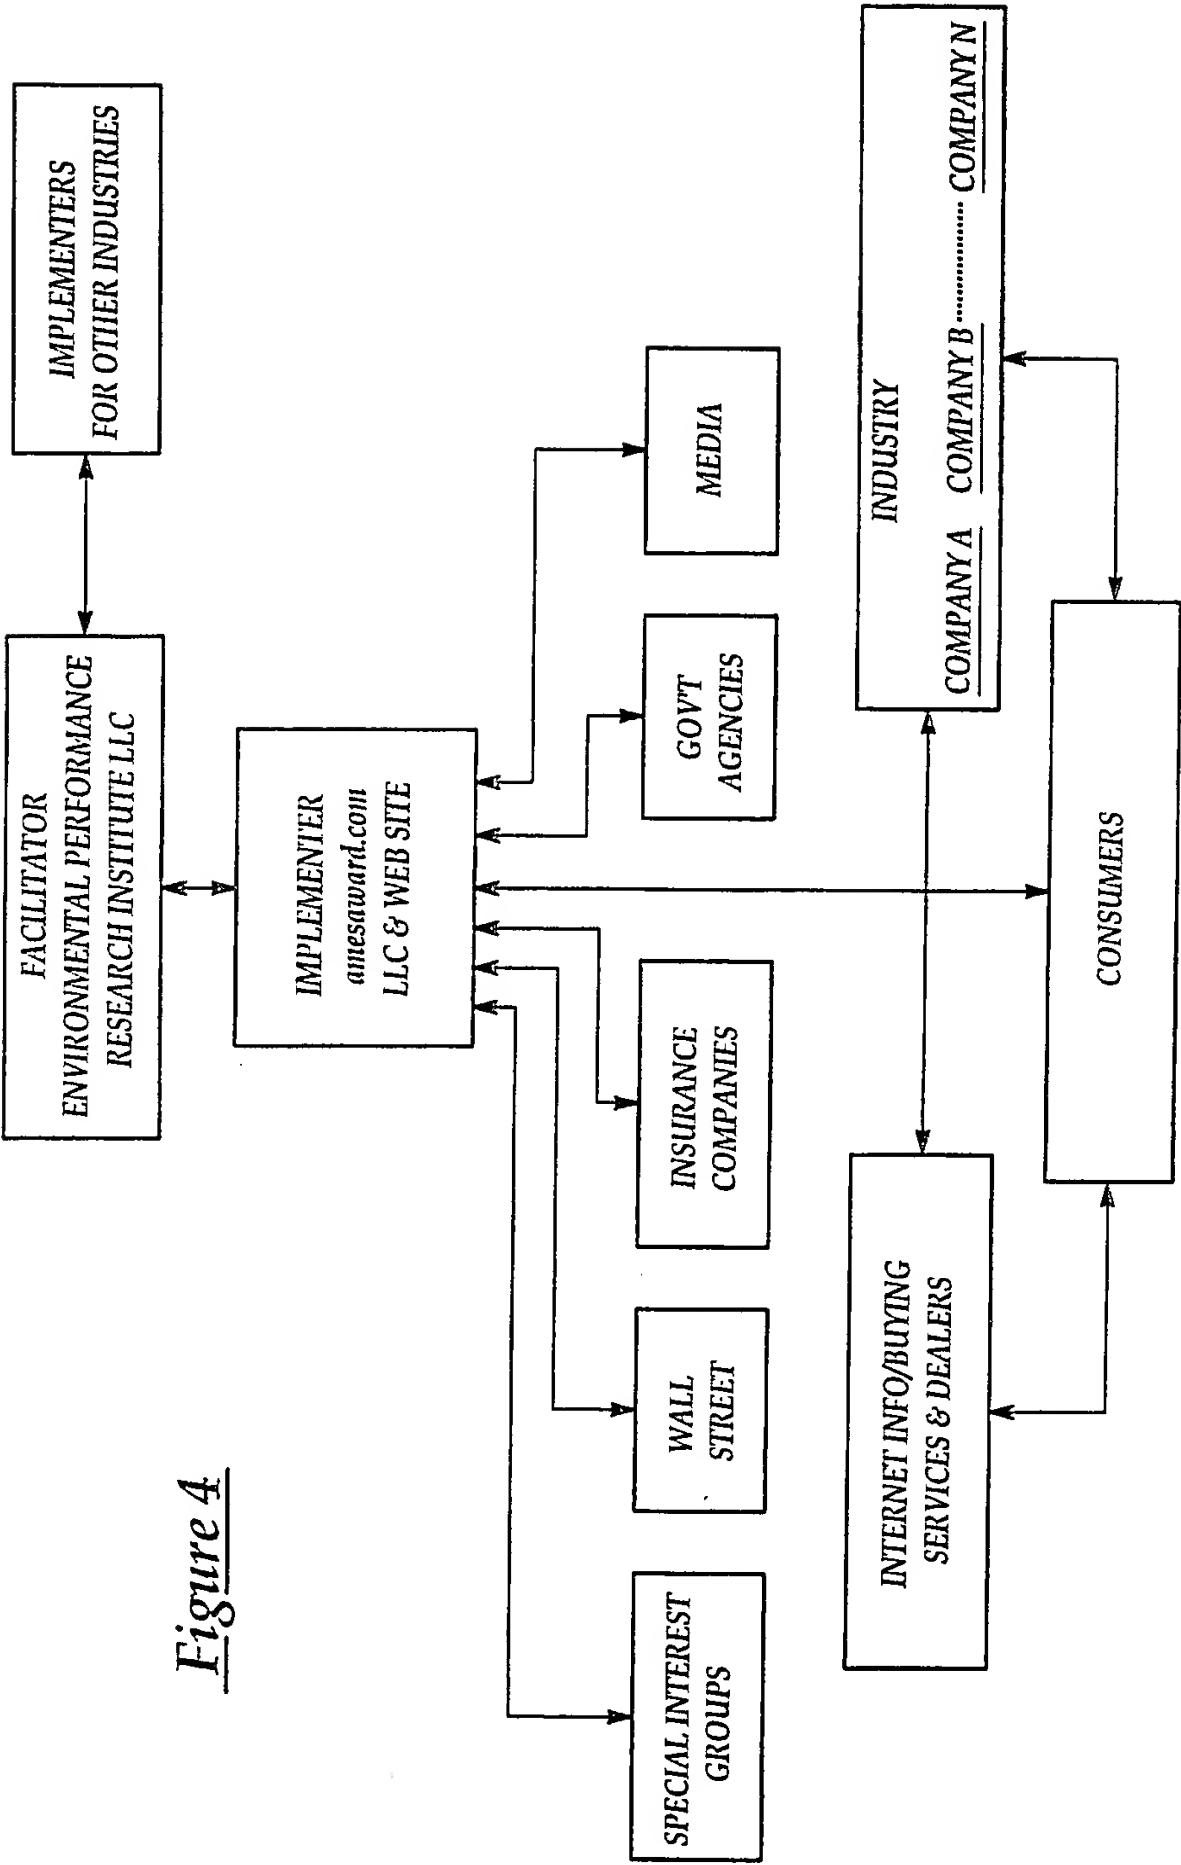 FACILITATOR
ENVIRONMENTAL PERFORMANCE
RESEARCH INSTITUTE LLC
IMPLEMENTERS
FOR OTHER INDUSTRIES
Figure 4
IMPLEMENTER
amesaward.com
LLC & WEB SITE
SPECIAL INTEREST
GROUPS
WALL
STREET
INSURANCE
COMPANIES
GOV'T
AGENCIES
MEDIA
INTERNET INFO/BUYING
SERVICES & DEALERS
INDUSTRY
COMPANY A COMPANY B ............... COMPANY N
CONSUMERS